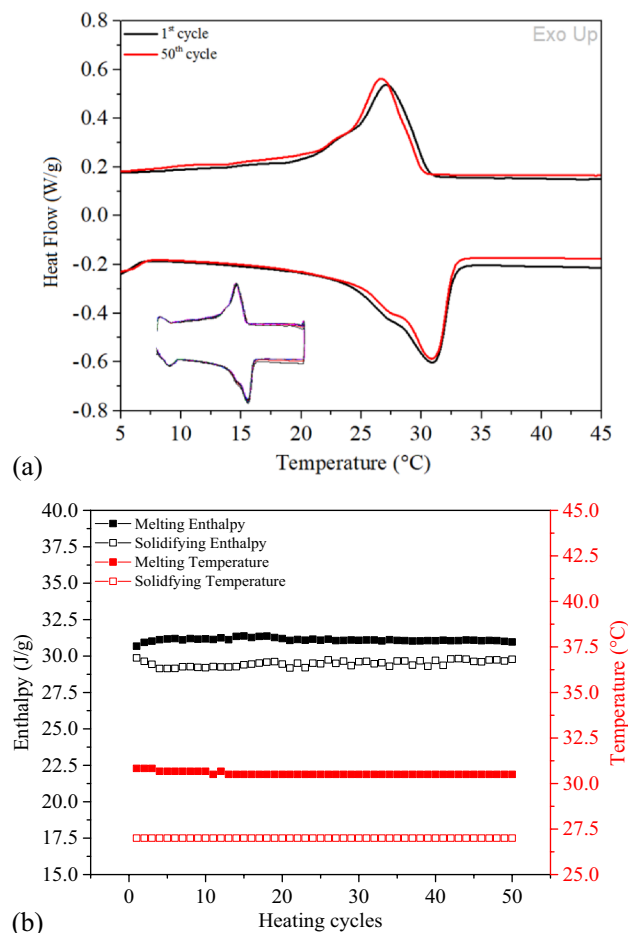 Exo Up
1st cycle
50th cycle
Heat Flow (W/g)
0.8
0.6
0.4
0.2
0.0
-0.2
-0.4
-0.6
-0.8
5 10 15 20 25 30 35 40 45
Temperature (°C)
(a)
Melting Enthalpy
Solidifying Enthalpy
Melting Temperature
Solidfying Temperature
Enthalpy (J/g)
40.0
37.5
35.0
32.5
30.0
27.5
25.0
22.5
20.0
17.5
15.0
45.0
42.5
40.0
37.5
35.0
32.5
30.0
27.5
25.0
Temperature (°C)
0 10 20 30 40 50
Heating cycles
(b)